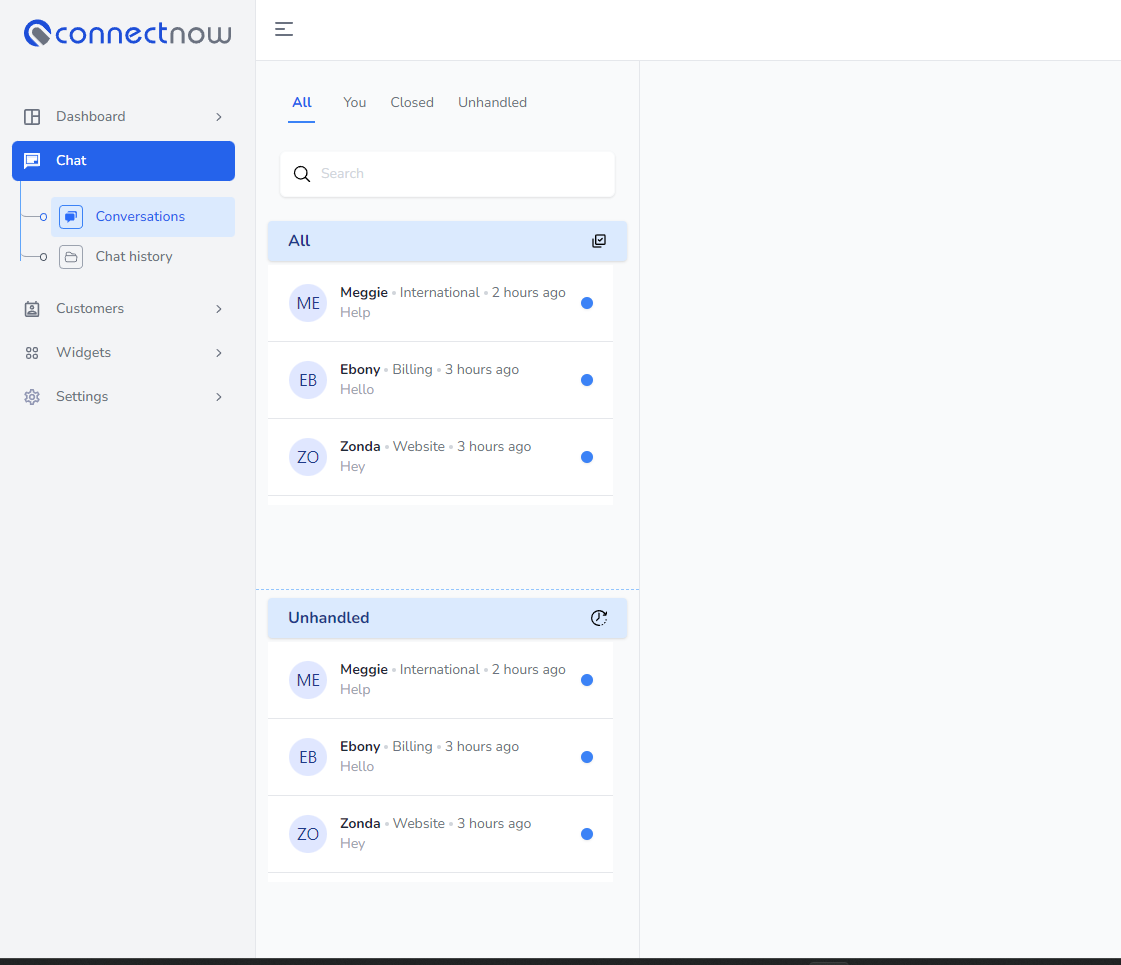 connectnow
Dashboard
Chat
Conversations
Chat history
Customers
Widgets
Settings
All You Closed Unhandled
Search
All
ME
Meggie • International • 2 hours ago
Help
EB
Ebony • Billing • 3 hours ago
Hello
ZO
Zonda • Website • 3 hours ago
Hey
Unhandled
ME
Meggie • International • 2 hours ago
Help
EB
Ebony • Billing • 3 hours ago
Hello
ZO
Zonda • Website • 3 hours ago
Hey